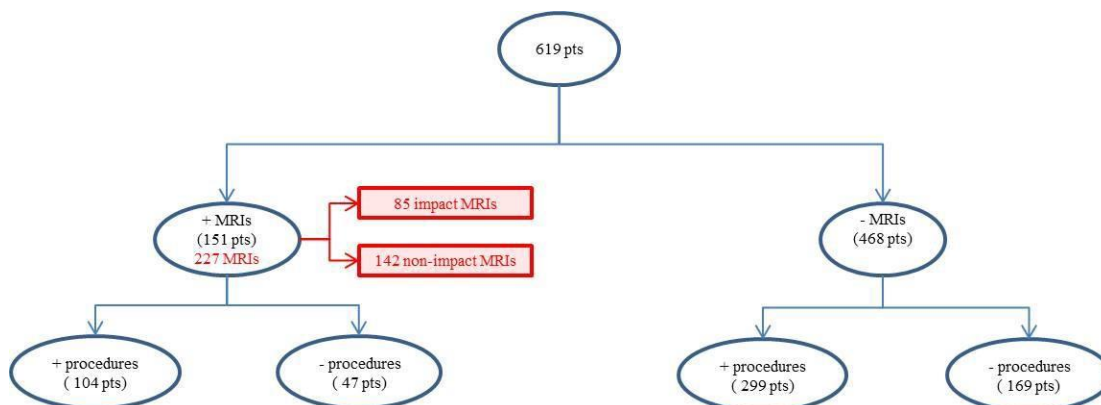 619 pts
+ MRIs
(151 pts)
227 MRIs
85 impact MRIs
142 non-impact MRIs
- MRIs
(468 pts)
+ procedures
( 104 pts)
- procedures
( 47 pts)
+ procedures
( 299 pts)
- procedures
( 169 pts)